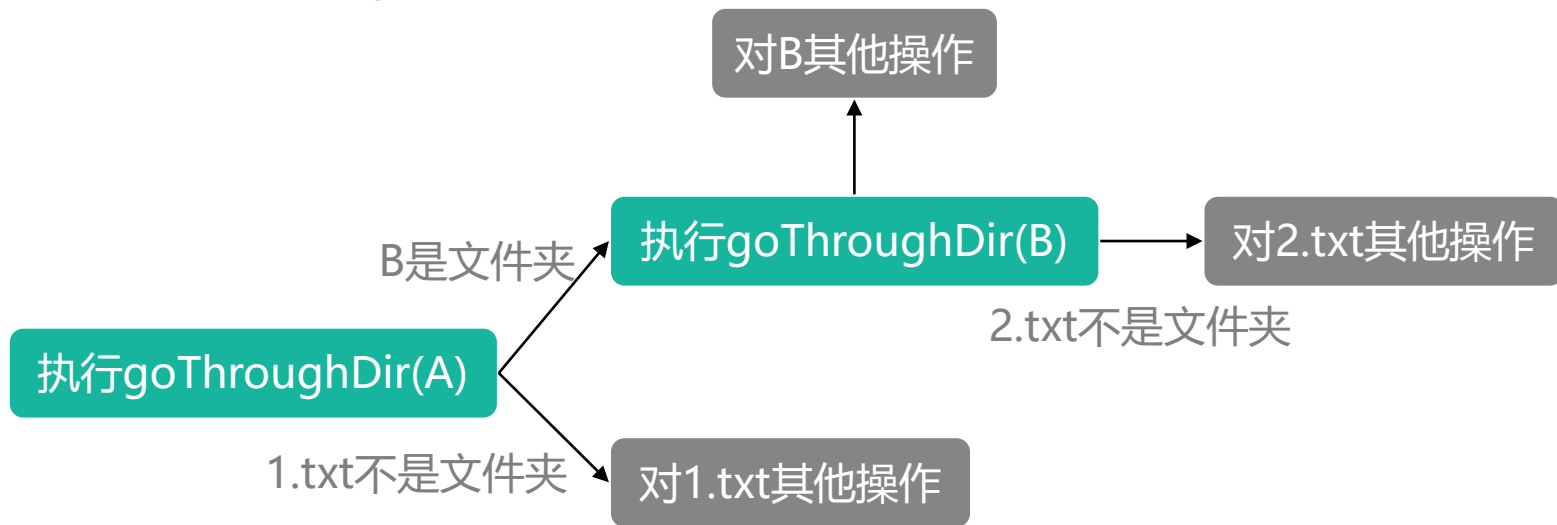 对B其他操作
执行goThroughDir(B)
对2.txt其他操作
B是文件夹
2.txt不是文件夹
执行goThroughDir(A)
1.txt不是文件夹
对1.txt其他操作